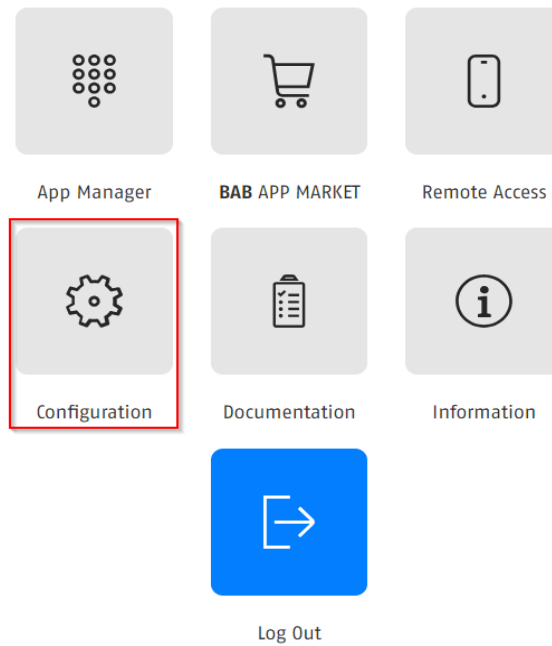 App Manager
BAB APP MARKET
Remote Access
Configuration
Documentation
Information
Log Out